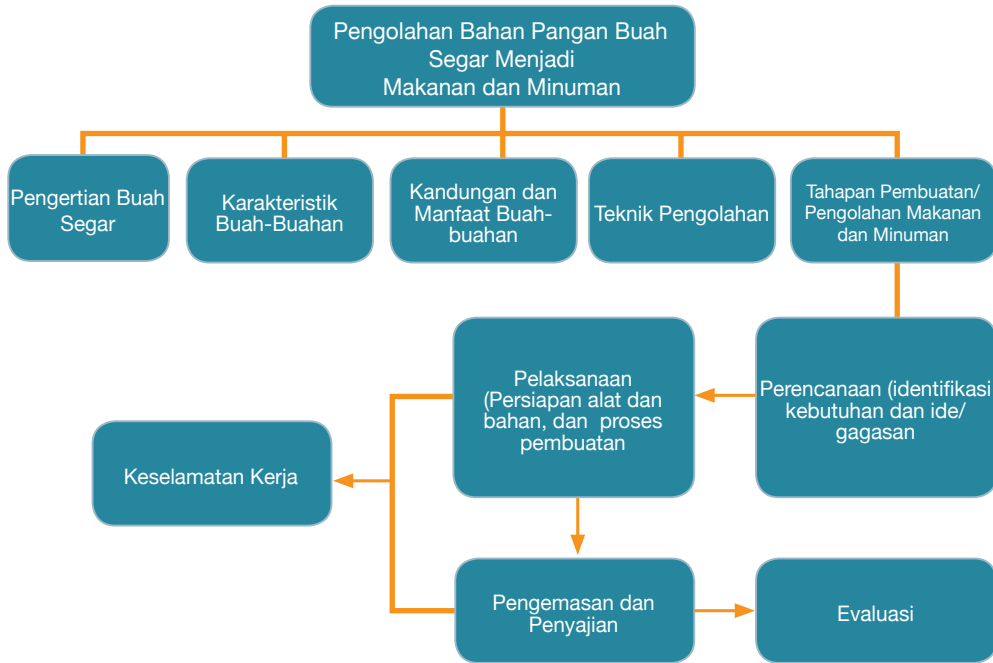 Pengolahan Bahan Pangan Buah
Segar Menjadi
Makanan dan Minuman
Pengertian Buah
Segar
Karakteristik
Buah-Buahan
Kandungan dan
Manfaat Buah-
buahan
Teknik Pengolahan
Tahapan Pembuatan/
Pengolahan Makanan
dan Minuman
Perencanaan (identifikasi
kebutuhan dan ide/
gagasan
Pelaksanaan
(Persiapan alat dan
bahan, dan proses
pembuatan
Keselamatan Kerja
Pengemasan dan
Penyajian
Evaluasi